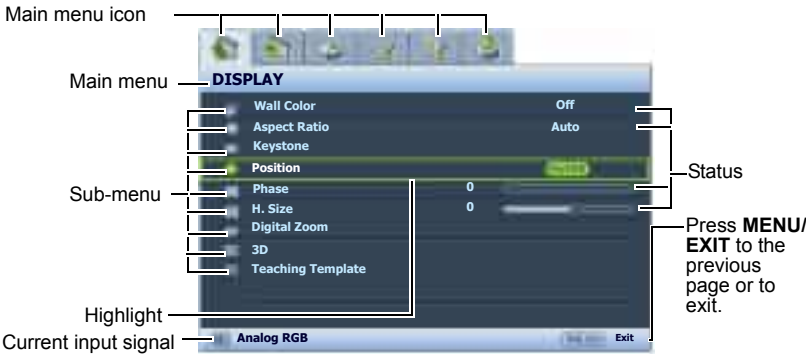 Main menu icon
Main menu
DISPLAY
Wall Color Off
Aspect Ratio Auto
Keystone
Position
Phase 0
H. Size 0
Digital Zoom
3D
Teaching Template
Sub-menu
Status
Press MENU/
EXIT to the
previous
page or to
exit.
Highlight
Current input signal
Analog RGB
Exit